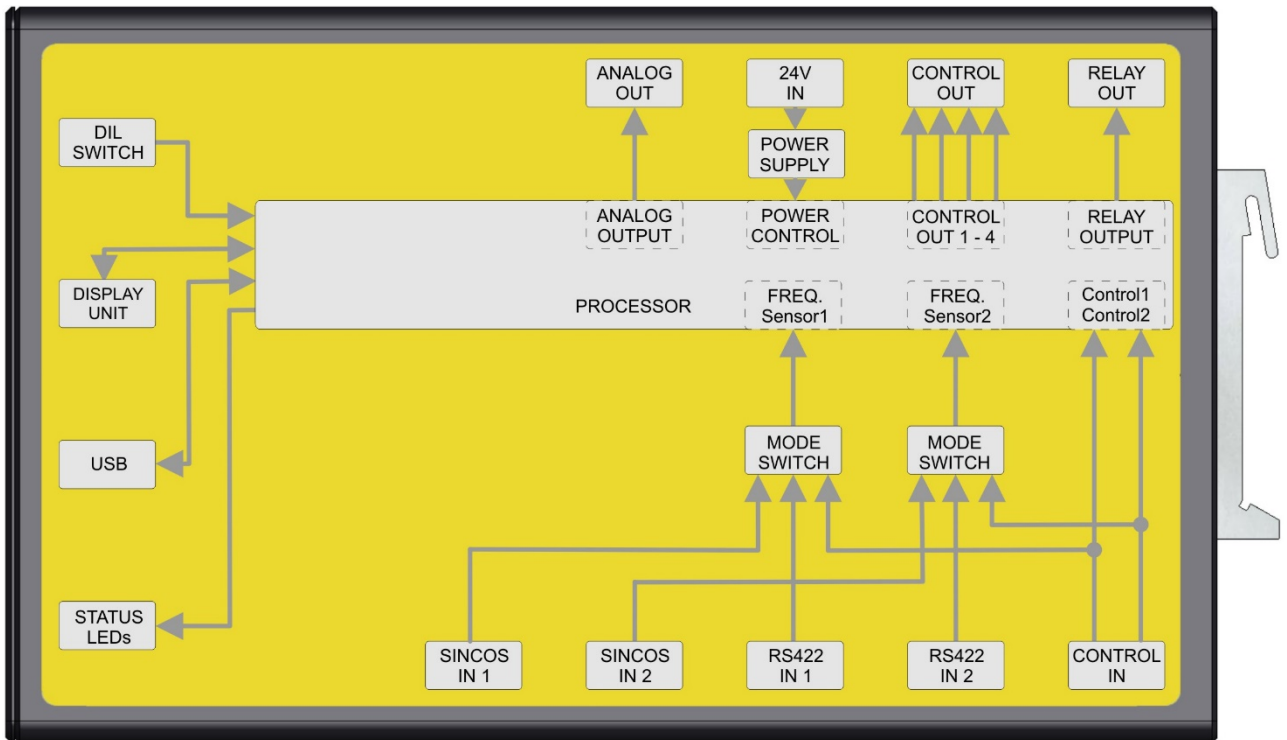 ANALOG
OUT
24V
IN
CONTROL
OUT
RELAY
OUT
DIL
SWITCH
POWER
SUPPLY
ANALOG
OUTPUT
POWER
CONTROL
CONTROL
OUT 1 - 4
RELAY
OUTPUT
DISPLAY
UNIT
PROCESSOR
FREQ.
Sensor1
FREQ.
Sensor2
Control1
Control2
USB
MODE
SWITCH
MODE
SWITCH
STATUS
LEDs
SINCOS
IN 1
SINCOS
IN 2
RS422
IN 1
RS422
IN 2
CONTROL
IN